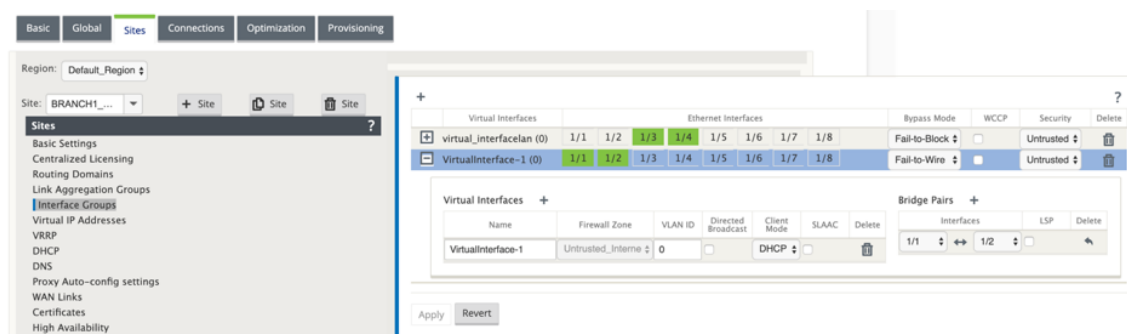 Basic Global Sites Connections Optimization Provisioning
Region: Default_Region
Site: BRANCH1_... + Site Site Site
Sites ?
Basic Settings
Centralized Licensing
Routing Domains
Link Aggregation Groups
Interface Groups
Virtual IP Addresses
VRRP
DHCP
DNS
Proxy Auto-config settings
WAN Links
Certificates
High Availability
+ ?
Virtual Interfaces Ethernet Interfaces Bypass Mode WCCP Security Delete
virtual_interfacelan (0) 1/1 1/2 1/3 1/4 1/5 1/6 1/7 1/8 Fail-to-Block Untrusted
VirtualInterface-1 (0) 1/1 1/2 1/3 1/4 1/5 1/6 1/7 1/8 Fail-to-Wire Untrusted
Virtual Interfaces +
Name Firewall Zone VLAN ID Directed Broadcast Client Mode SLAAC Delete
VirtualInterface-1 Untrusted_Interne 0 DHCP
Bridge Pairs +
Interfaces LSP Delete
1/1 1/2
Apply Revert